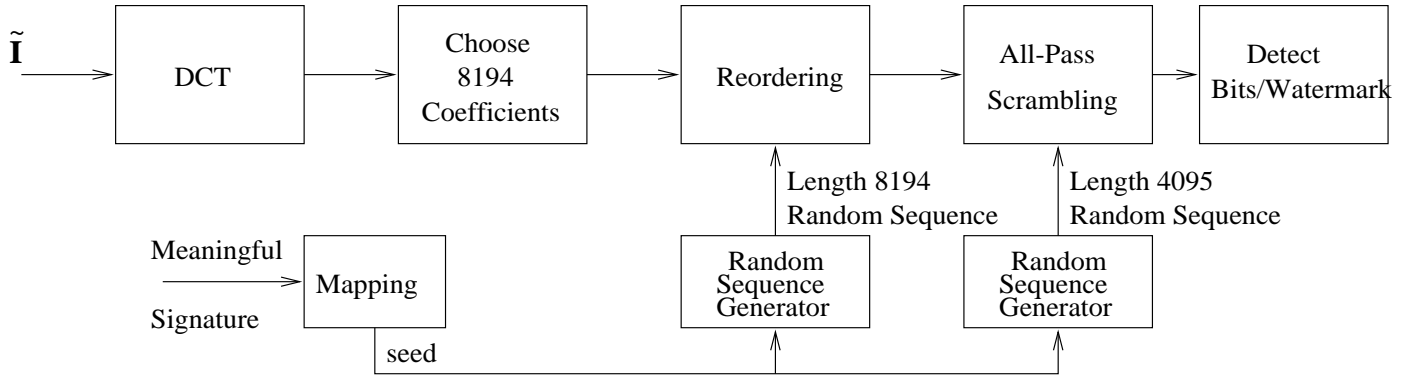 Ĩ
DCT
Choose
8194
Coefficients
Reordering
All-Pass
Scrambling
Detect
Bits/Watermark
Length 8194
Random Sequence
Length 4095
Random Sequence
Meaningful
Signature
Mapping
Random
Sequence
Generator
Random
Sequence
Generator
seed